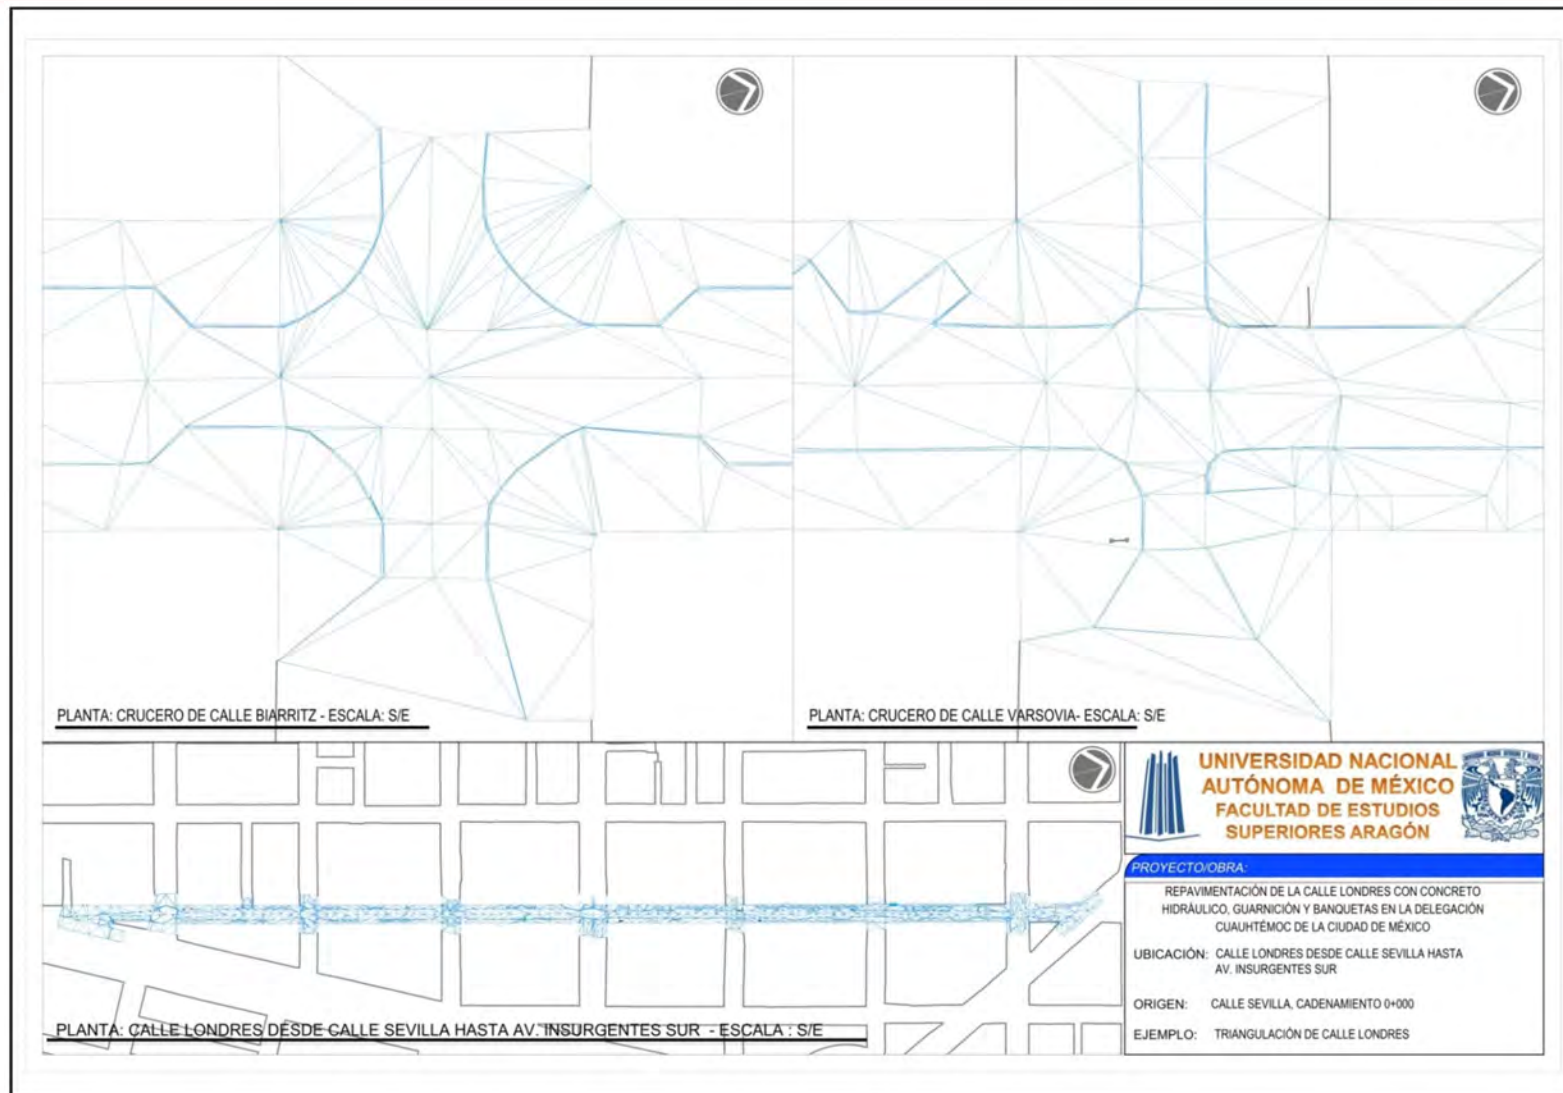 PLANTA: CRUCERO DE CALLE BIARRITZ - ESCALA: S/E
PLANTA: CRUCERO DE CALLE VARSOVIA- ESCALA: S/E
PLANTA: CALLE LONDRES DESDE CALLE SEVILLA HASTA AV. INSURGENTES SUR - ESCALA : S/E
UNIVERSIDAD NACIONAL
AUTÓNOMA DE MÉXICO
FACULTAD DE ESTUDIOS
SUPERIORES ARAGÓN
PROYECTO/OBRA:
REPAVIMENTACIÓN DE LA CALLE LONDRES CON CONCRETO
HIDRÁULICO, GUARNICIÓN Y BANQUETAS EN LA DELEGACIÓN
CUAUHTÉMOC DE LA CIUDAD DE MÉXICO
UBICACIÓN: CALLE LONDRES DESDE CALLE SEVILLA HASTA
AV. INSURGENTES SUR
ORIGEN: CALLE SEVILLA, CADENAMIENTO 0+000
EJEMPLO: TRIANGULACIÓN DE CALLE LONDRES